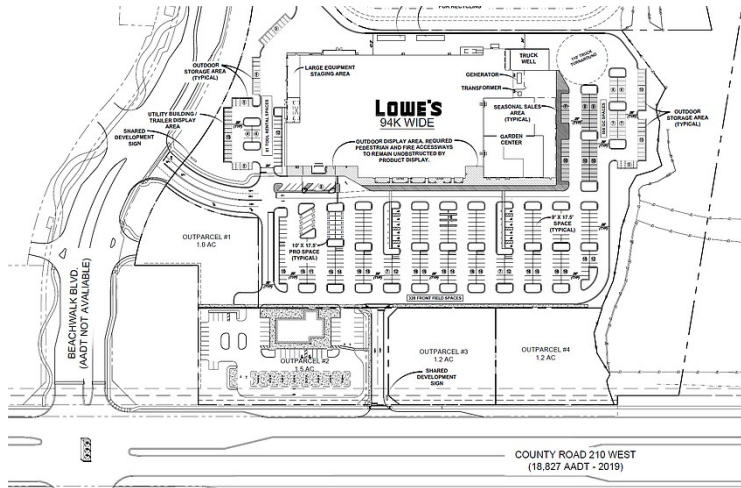 FOR RECYCLING
LARGE EQUIPMENT
STAGING AREA
TRUCK
WELL
GENERATOR
TRANSFORMER
OUTDOOR
STORAGE AREA
(TYPICAL)
UTILITY BUILDING /
TRAILER DISPLAY
AREA
SHARED
DEVELOPMENT
SIGN
LOWE'S
94K WIDE
SEASONAL SALES
AREA
(TYPICAL)
GARDEN
CENTER
OUTDOOR
STORAGE AREA
(TYPICAL)
OUTDOOR DISPLAY AREA. REQUIRED
PEDESTRIAN AND FIRE ACCESSWAYS
TO REMAIN UNOBSTRUCTED BY
PRODUCT DISPLAY.
OUTPARCEL #1
1.0 AC
10' X 17.5'
PRO SPACE
(TYPICAL)
9' X 17.5'
SPACE
(TYPICAL)
BEACHWALK BLVD.
(AADT NOT AVALIABLE)
OUTPARCEL #2
1.5 AC
OUTPARCEL #3
1.2 AC
OUTPARCEL #4
1.2 AC
SHARED
DEVELOPMENT
SIGN
COUNTY ROAD 210 WEST
(18,827 AADT - 2019)